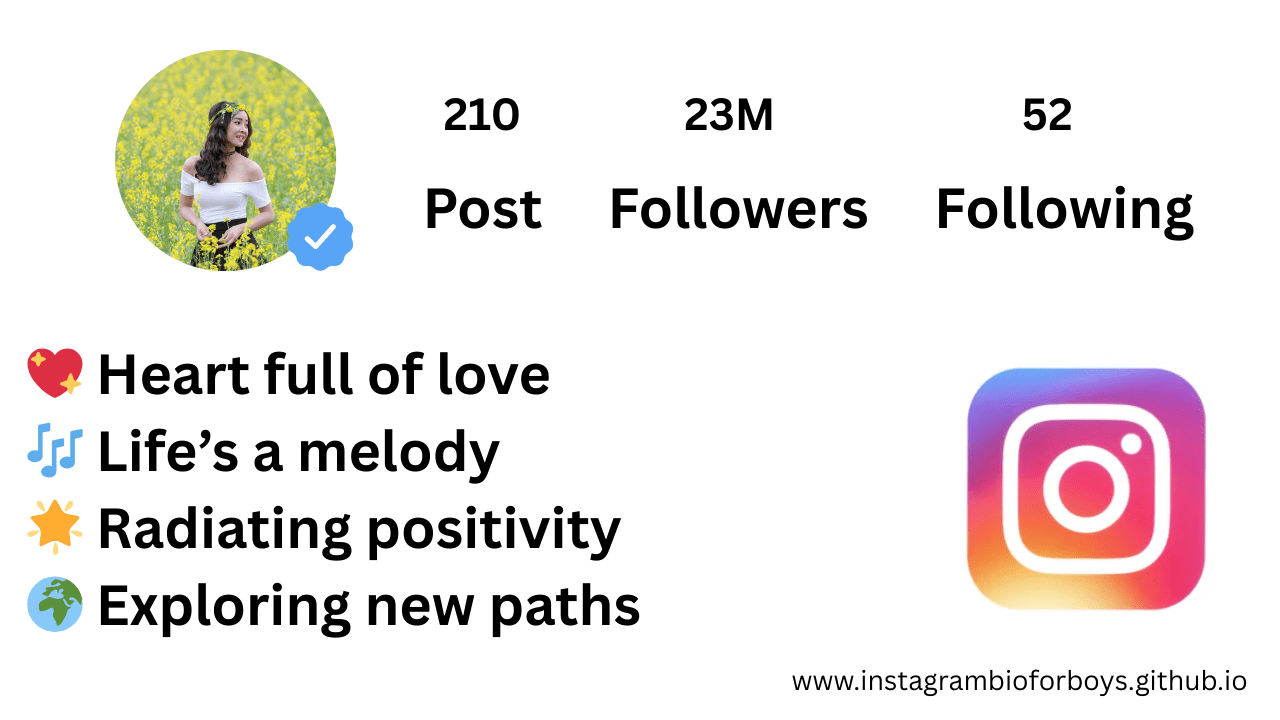 210 23M 52
Post Followers Following
💖 Heart full of love
🎶 Life’s a melody
🌟 Radiating positivity
🌍 Exploring new paths
www.instagrambioforboys.github.io